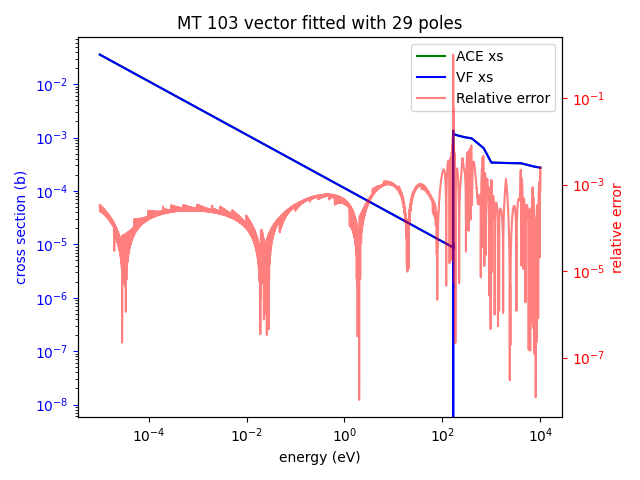 MT 103 vector fitted with 29 poles
ACE xs
VF xs
Relative error
cross section (b)
10⁻²
10⁻³
10⁻⁴
10⁻⁵
10⁻⁶
10⁻⁷
10⁻⁸
10⁻¹
10⁻³
10⁻⁵
10⁻⁷
relative error
10⁻⁴
10⁻²
10⁰
10²
10⁴
energy (eV)